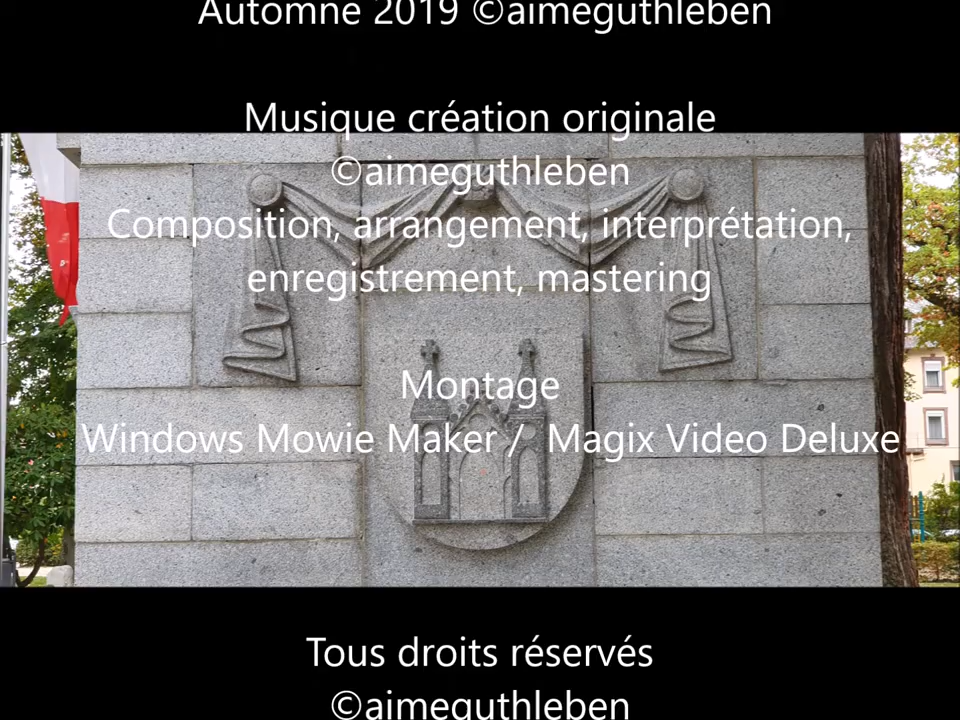 Automne 2019 ©aimeguthleben
Musique création originale
©aimeguthleben
Composition, arrangement, interprétation,
enregistrement, mastering
Montage
Windows Mowie Maker / Magix Video Deluxe
Tous droits réservés
©aimeguthleben